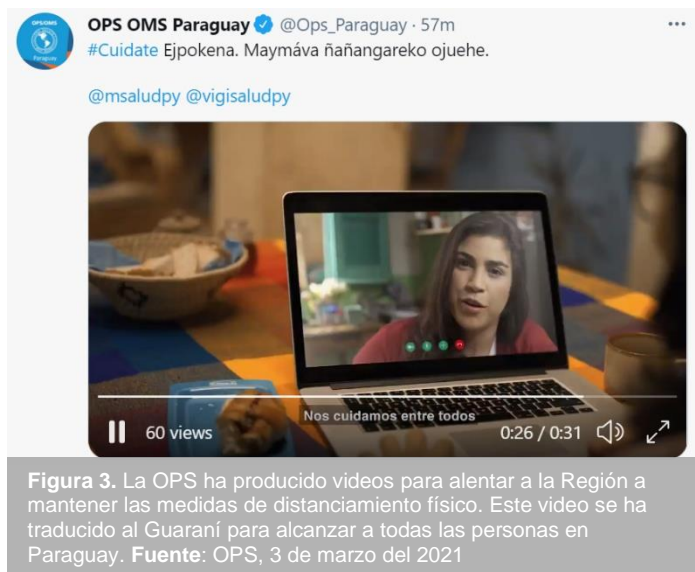 OPS/OMS
Paraguay
OPS OMS Paraguay @Ops_Paraguay · 57m
#Cuidate Ejpokena. Maymáva ñañangareko ojuehe.
@msaludpy @vigisaludpy
Nos cuidamos entre todos
60 views 0:26 / 0:31
Figura 3. La OPS ha producido videos para alentar a la Región a
mantener las medidas de distanciamiento físico. Este video se ha
traducido al Guaraní para alcanzar a todas las personas en
Paraguay. Fuente: OPS, 3 de marzo del 2021